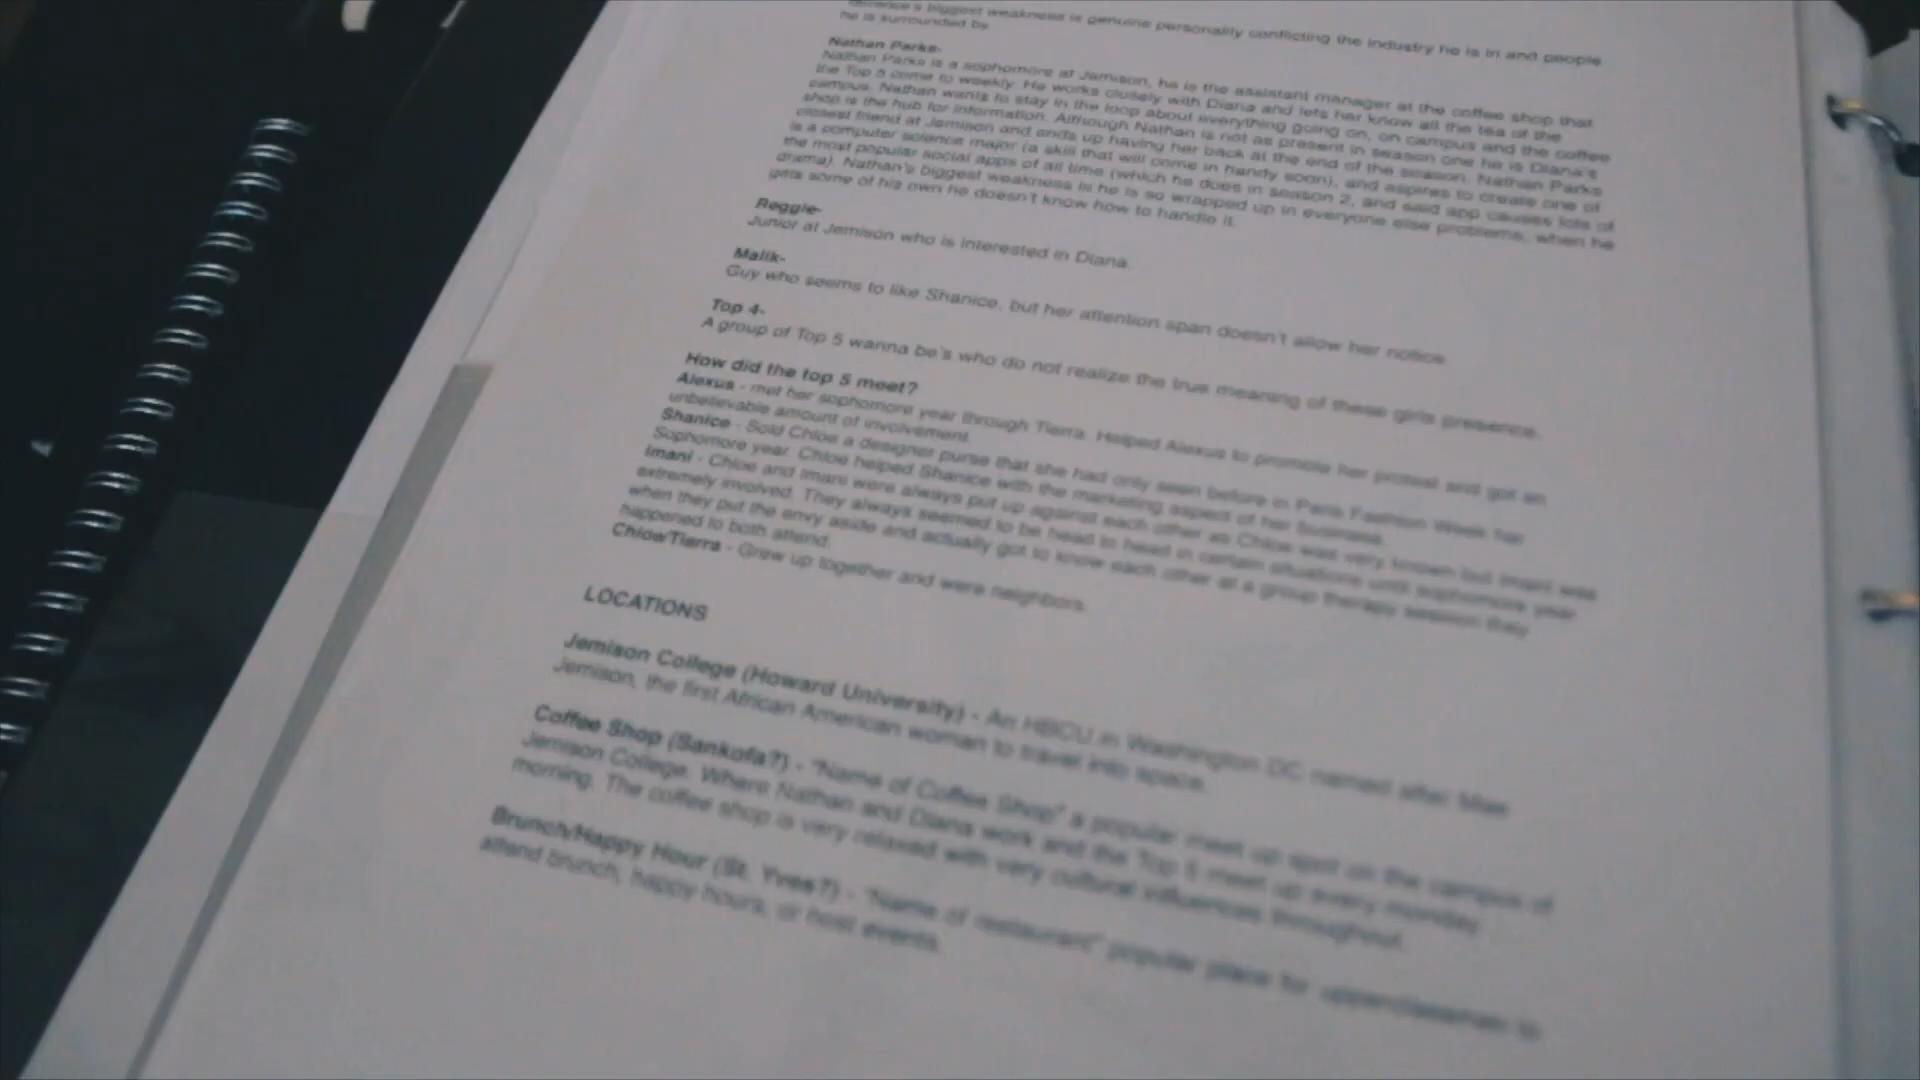 biggest weakness is genuine personality conflicting the industry he is in and people
he is surrounded by
Nathan Parks-
Nathan Parks is a sophomore at Jemison, he is the assistant manager at the coffee shop that
the Top 5 come to weekly. He works closely with Diana and lets her know all the tea of the
campus. Nathan wants to stay in the loop about everything going on, on campus and the coffee
shop is the hub for information. Although Nathan is not as present in season one he is Diana's
closest friend at Jemison and ends up having her back at the end of the season. Nathan Parks
is a computer science major (a skill that will come in handy soon), and aspires to create one of
the most popular social apps of all time (which he does in season 2, and said app causes lots of
drama). Nathan's biggest weakness is he is so wrapped up in everyone else problems, when he
gets some of his own he doesn't know how to handle it.
Reggie-
Junior at Jemison who is interested in Diana.
Malik-
Guy who seems to like Shanice, but her attention span doesn't allow her notice.
Top 4-
A group of Top 5 wanna be's who do not realize the true meaning of these girls presence.
How did the top 5 meet?
Alexus - met her sophomore year through Tierra. Helped Alexus to promote her protest and got an
unbelievable amount of involvement.
Shanice - Sold Chloe a designer purse that she had only seen before in Paris Fashion Week her
Sophomore year. Chloe helped Shanice with the marketing aspect of her business.
Imani - Chloe and Imani were always put up against each other as Chloe was very known but Imani was
extremely involved. They always seemed to be head to head in certain situations until sophomore year
when they put the envy aside and actually got to know each other at a group therapy session they
happened to both attend.
Chloe/Tierra - Grew up together and were neighbors.
LOCATIONS
Jemison College (Howard University) - An HBCU in Washington DC named after Mae
Jemison, the first African American woman to travel into space.
Coffee Shop (Sankofa?) - "Name of Coffee Shop" a popular meet up spot on the campus of
Jemison College. Where Nathan and Diana work and the Top 5 meet up every monday
morning. The coffee shop is very relaxed with very cultural influences throughout.
Brunch/Happy Hour (St. Yves?) - "Name of restaurant" popular place for upperclassmen to
attend brunch, happy hours, or host events.